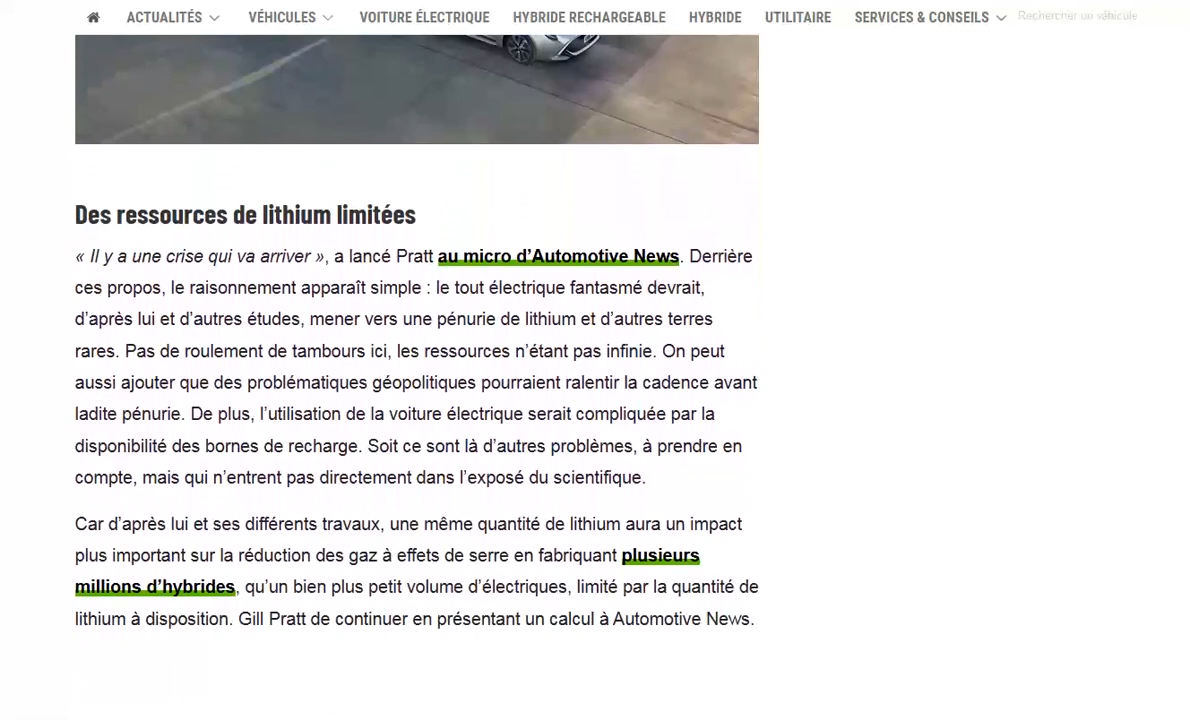 ACTUALITÉS VÉHICULES VOITURE ÉLECTRIQUE HYBRIDE RECHARGEABLE HYBRIDE UTILITAIRE SERVICES & CONSEILS Rechercher un véhicule
Des ressources de lithium limitées
« Il y a une crise qui va arriver », a lancé Pratt au micro d’Automotive News. Derrière
ces propos, le raisonnement apparaît simple : le tout électrique fantasmé devrait,
d’après lui et d’autres études, mener vers une pénurie de lithium et d’autres terres
rares. Pas de roulement de tambours ici, les ressources n’étant pas infinie. On peut
aussi ajouter que des problématiques géopolitiques pourraient ralentir la cadence avant
ladite pénurie. De plus, l’utilisation de la voiture électrique serait compliquée par la
disponibilité des bornes de recharge. Soit ce sont là d’autres problèmes, à prendre en
compte, mais qui n’entrent pas directement dans l’exposé du scientifique.
Car d’après lui et ses différents travaux, une même quantité de lithium aura un impact
plus important sur la réduction des gaz à effets de serre en fabriquant plusieurs
millions d’hybrides, qu’un bien plus petit volume d’électriques, limité par la quantité de
lithium à disposition. Gill Pratt de continuer en présentant un calcul à Automotive News.